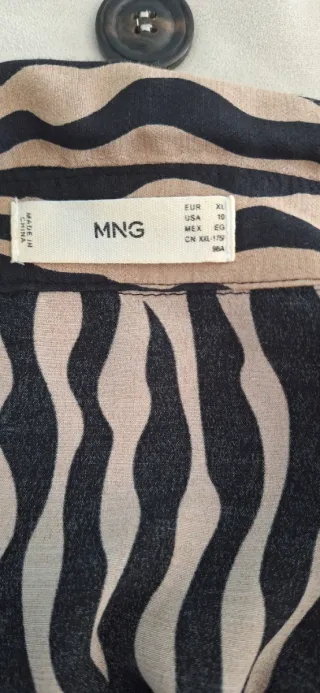 MADE IN
CHINA
MNG
EUR XL
USA 10
MEX EG
CN XXL-175/
96A